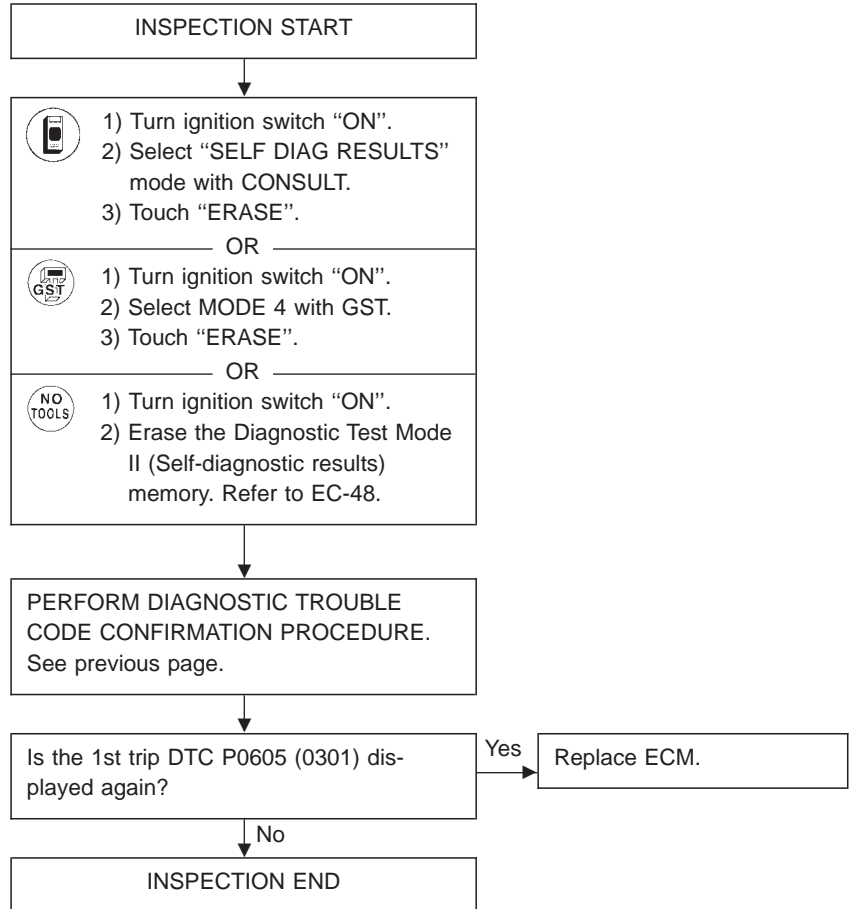 INSPECTION START
1) Turn ignition switch ‘‘ON’’.
2) Select ‘‘SELF DIAG RESULTS’’
mode with CONSULT.
3) Touch ‘‘ERASE’’.
OR
GST
1) Turn ignition switch ‘‘ON’’.
2) Select MODE 4 with GST.
3) Touch ‘‘ERASE’’.
OR
NO
TOOLS
1) Turn ignition switch ‘‘ON’’.
2) Erase the Diagnostic Test Mode
II (Self-diagnostic results)
memory. Refer to EC-48.
PERFORM DIAGNOSTIC TROUBLE
CODE CONFIRMATION PROCEDURE.
See previous page.
Is the 1st trip DTC P0605 (0301) dis-
played again?
Yes
Replace ECM.
No
INSPECTION END